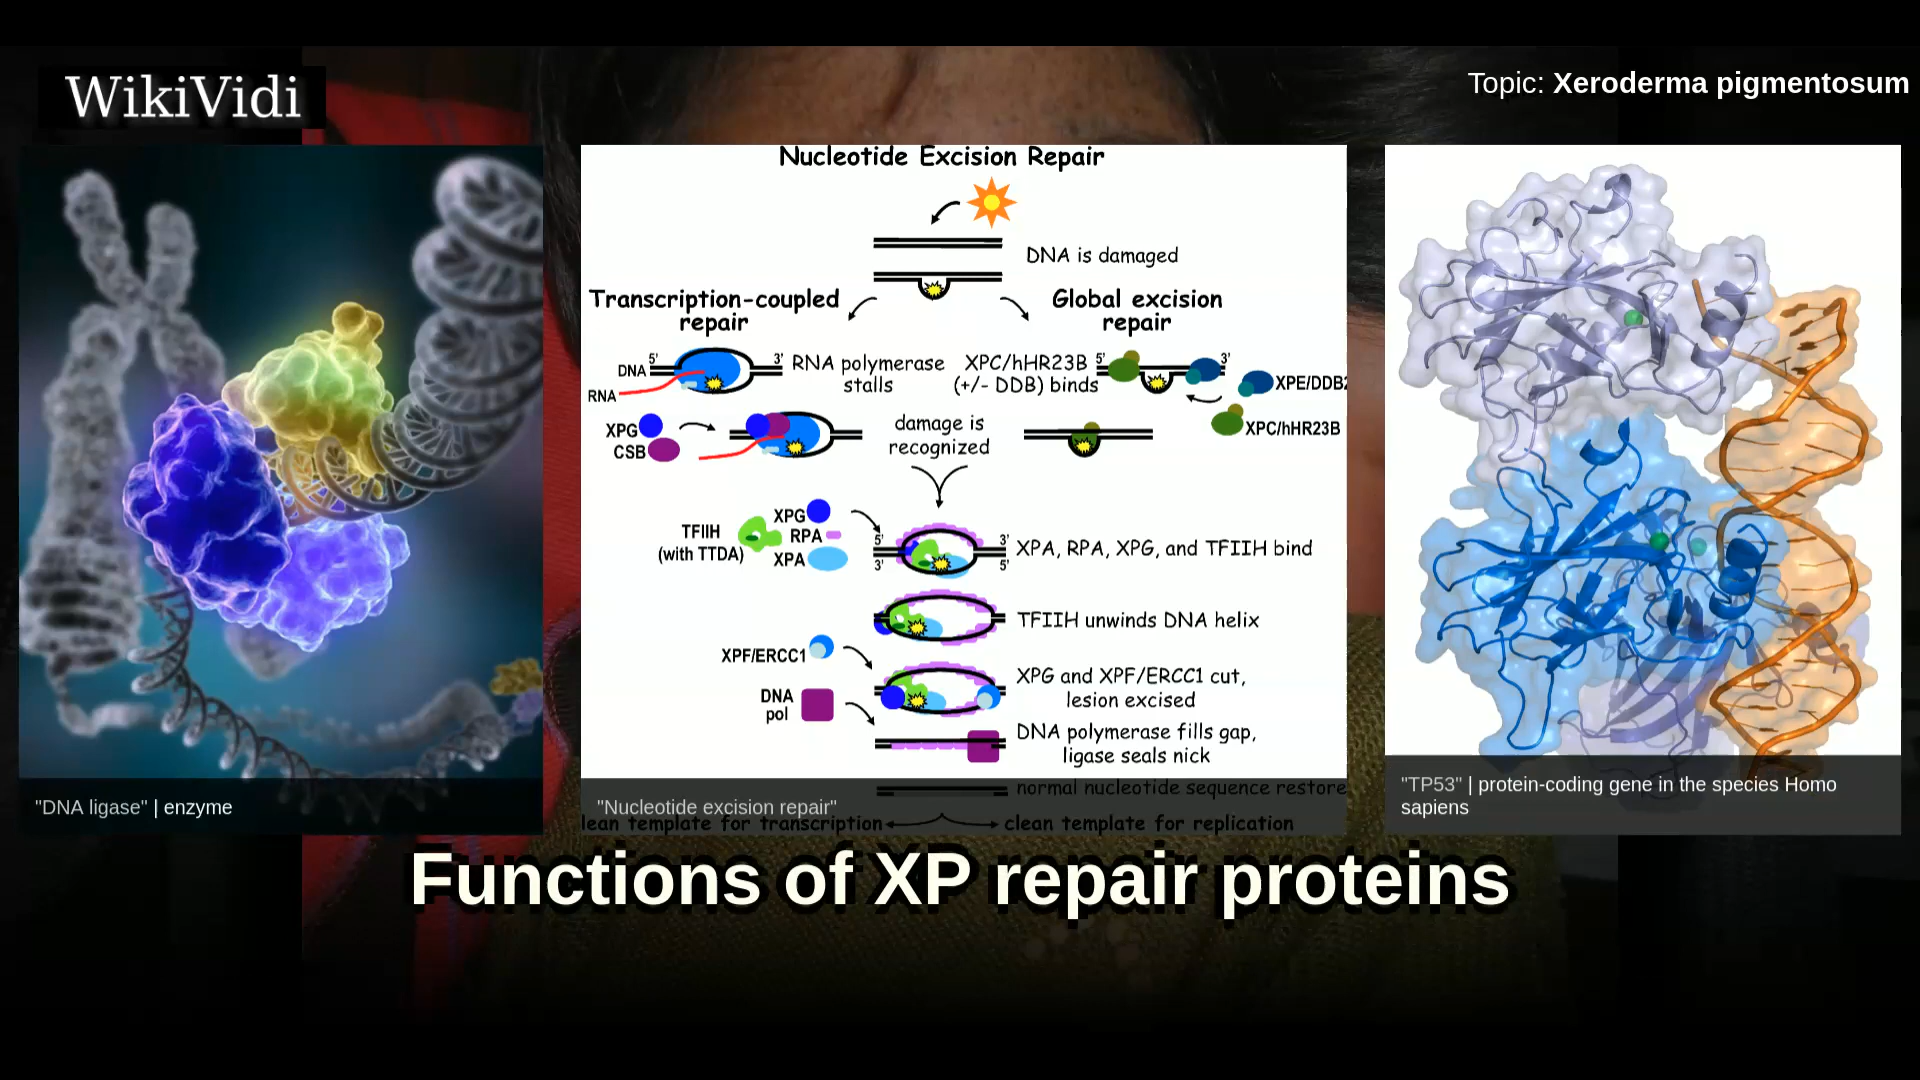 WikiVidi
Topic: Xeroderma pigmentosum
Nucleotide Excision Repair
DNA is damaged
Transcription-coupled
repair
Global excision
repair
5'
3'
DNA
RNA
RNA polymerase
stalls
XPC/hHR23B
(+/- DDB) binds
5'
3'
XPE/DDB2
XPG
CSB
damage is
recognized
XPC/hHR23B
TFIIH
(with TTDA)
XPG
RPA
XPA
5'
3'
3'
5'
XPA, RPA, XPG, and TFIIH bind
TFIIH unwinds DNA helix
XPF/ERCC1
XPG and XPF/ERCC1 cut,
lesion excised
DNA
pol
DNA polymerase fills gap,
ligase seals nick
normal nucleotide sequence restore
lean template for transcription
clean template for replication
"DNA ligase" | enzyme
"Nucleotide excision repair"
"TP53" | protein-coding gene in the species Homo
sapiens
Functions of XP repair proteins